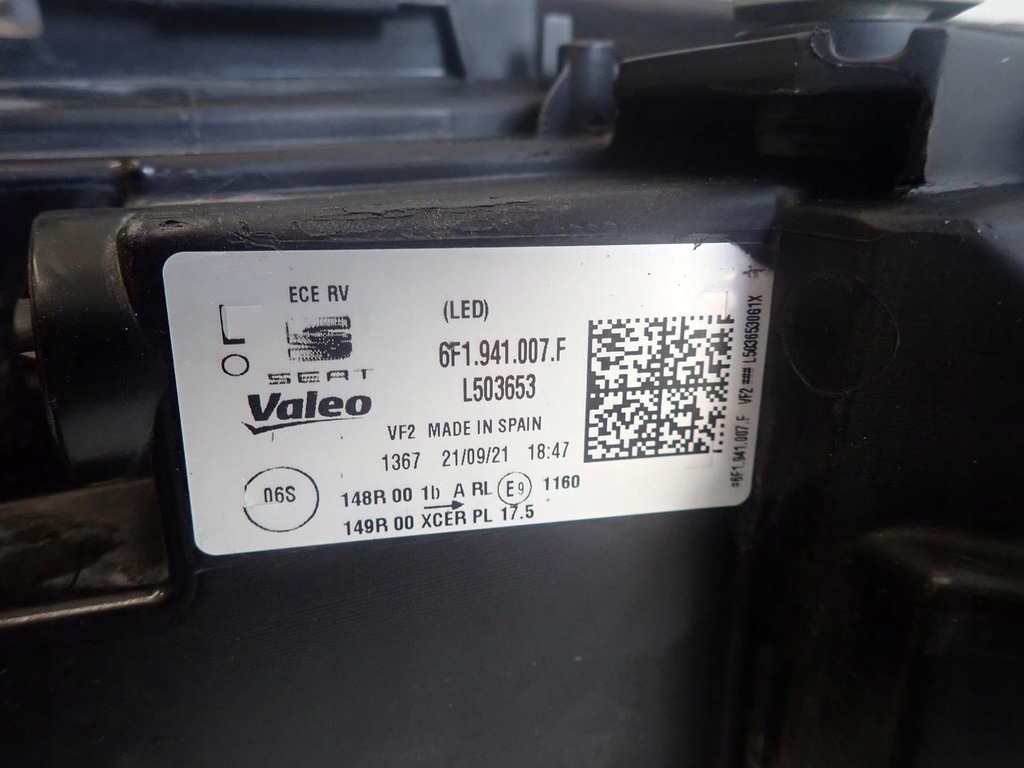 ECE RV
L
O
SEAT
Valeo
(LED)
6F1.941.007.F
L503653
VF2 MADE IN SPAIN
1367 21/09/21 18:47
06S
148R 00 1b A RL E9 1160
149R 00 XCER PL 17.5
*6F1.941.007.F VF2 ### L503653061X *